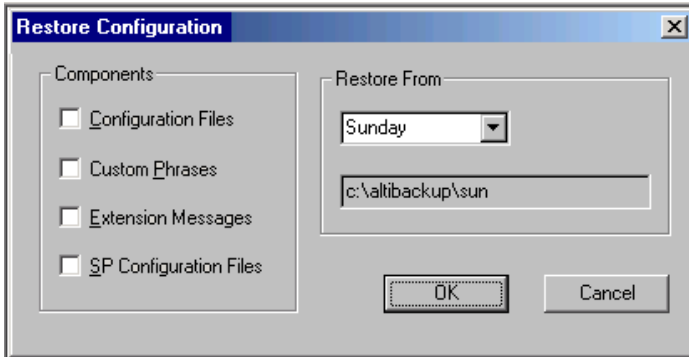 Restore Configuration
Components
Configuration Files
Custom Phrases
Extension Messages
SP Configuration Files
Restore From
Sunday
c:\altibackup\sun
OK
Cancel